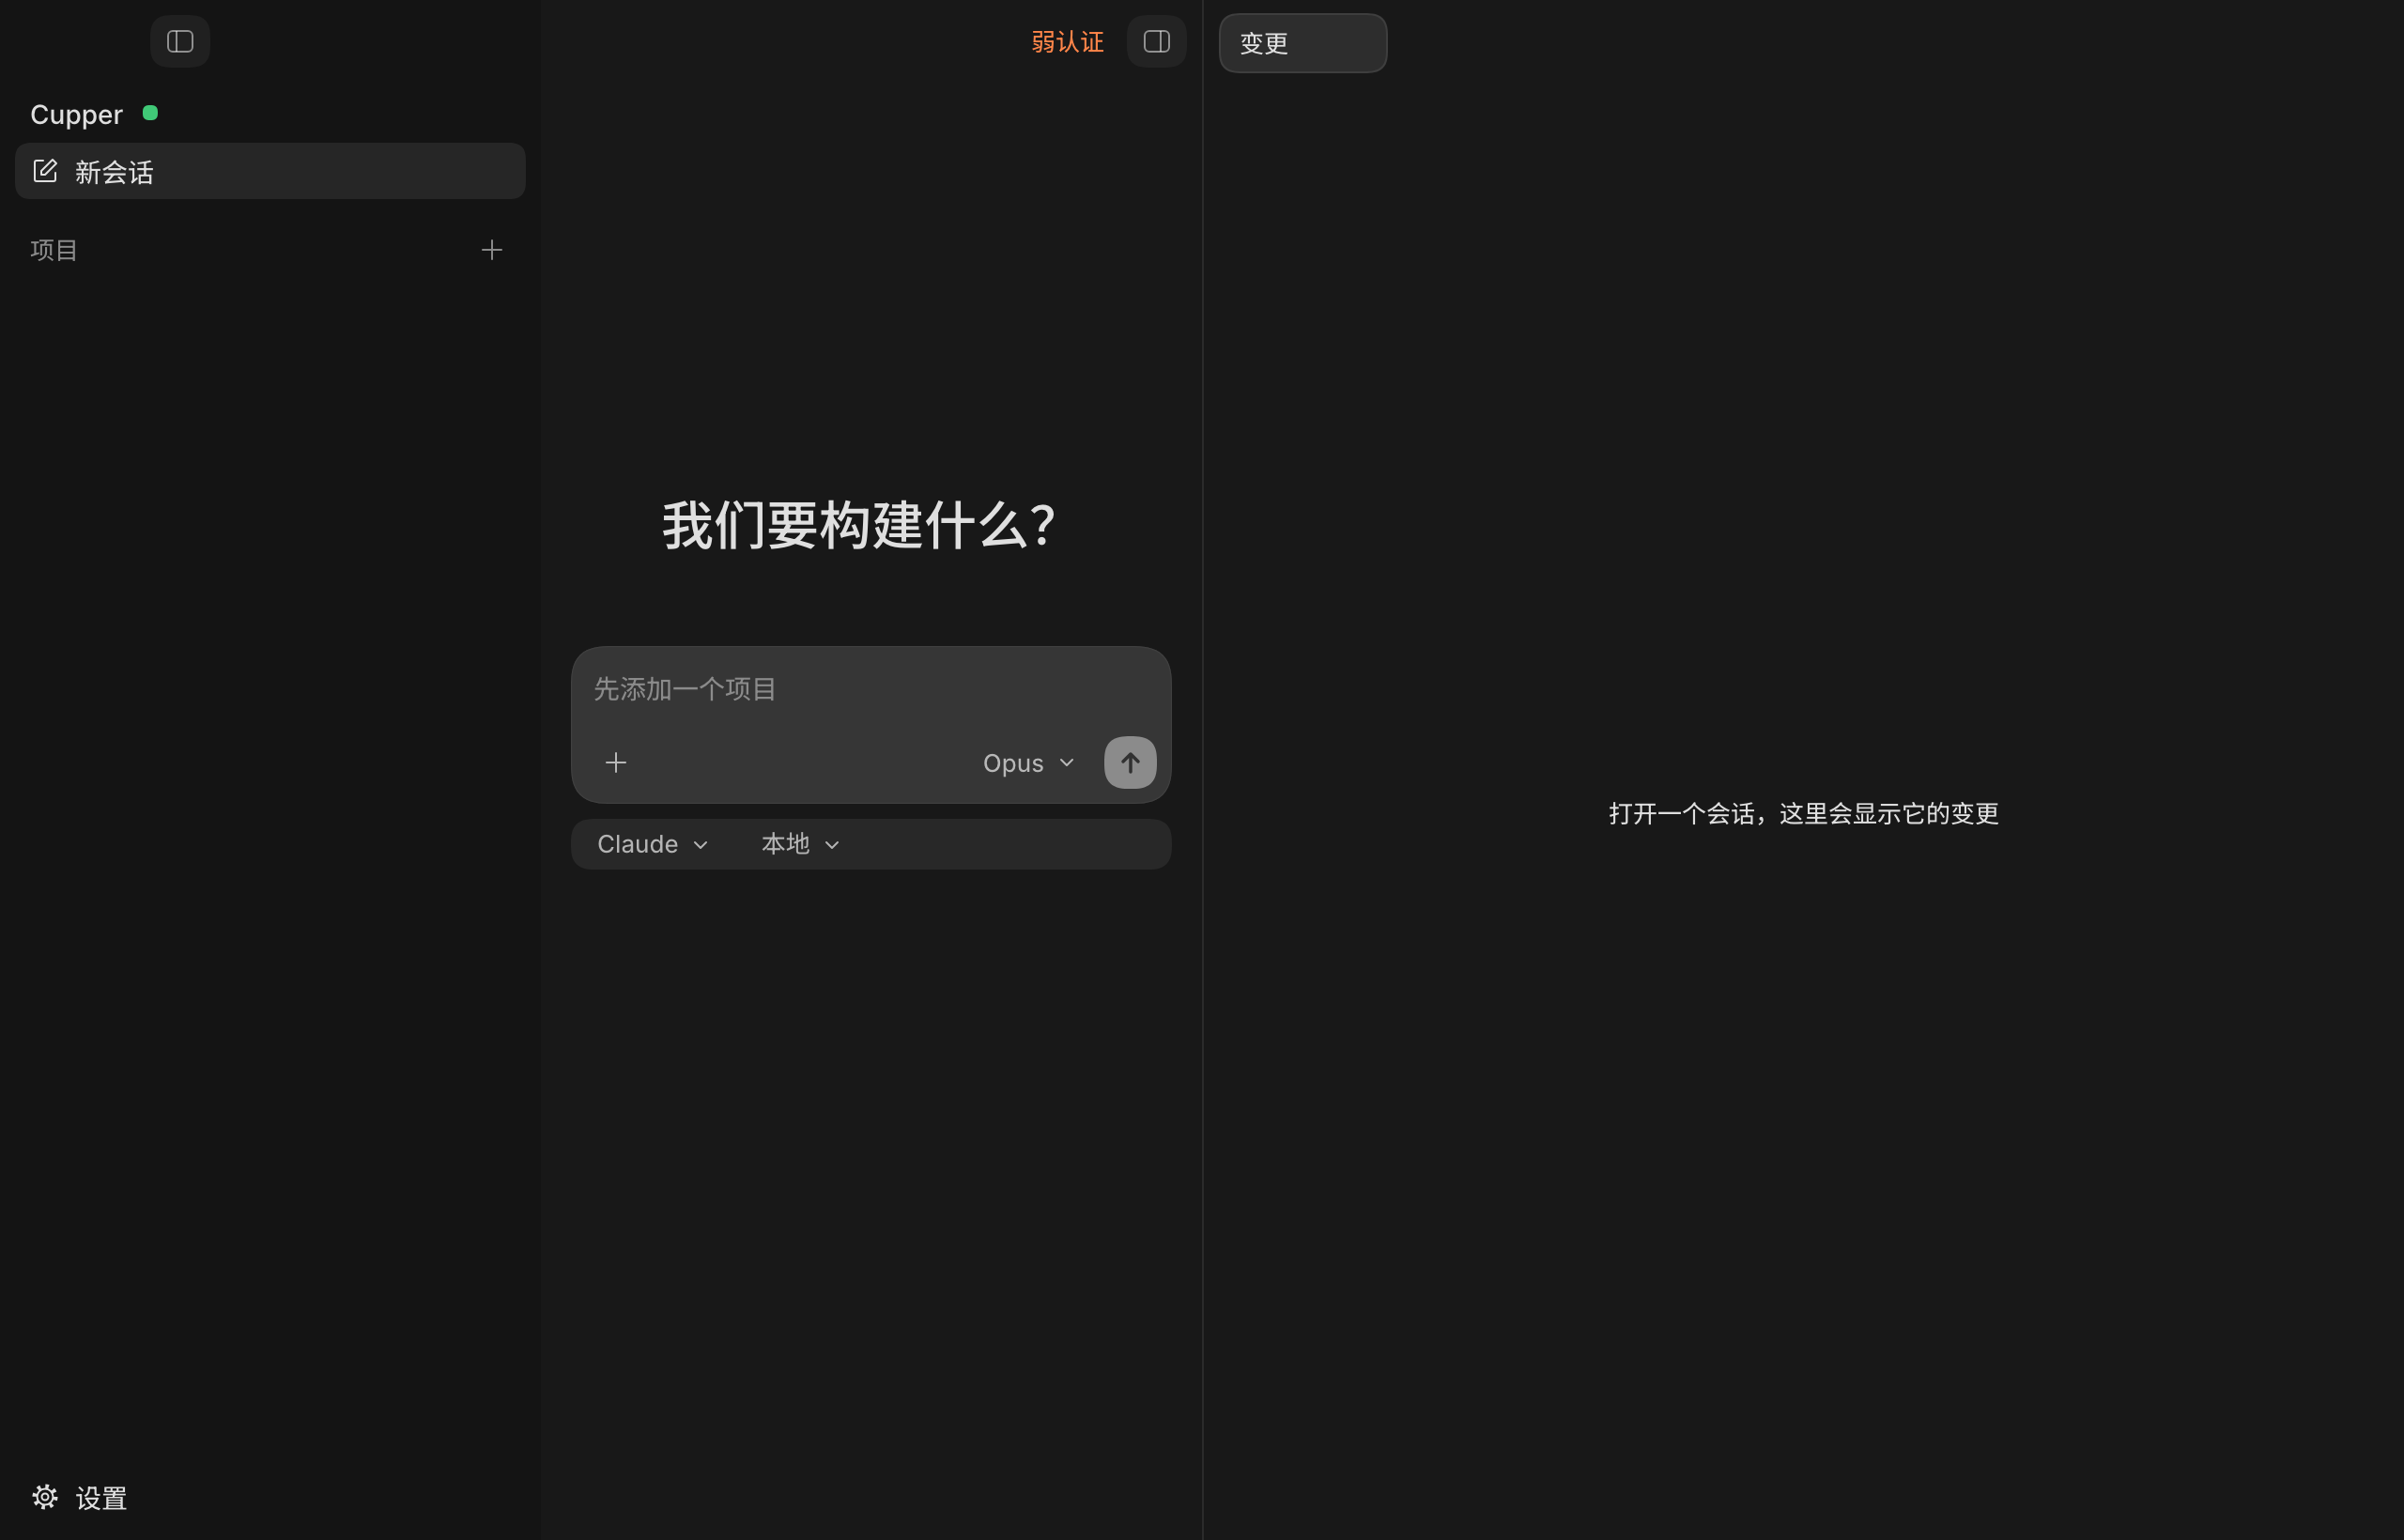 弱认证
变更
Cupper
新会话
项目
我们要构建什么？
先添加一个项目
Opus
Claude
本地
打开一个会话，这里会显示它的变更
设置